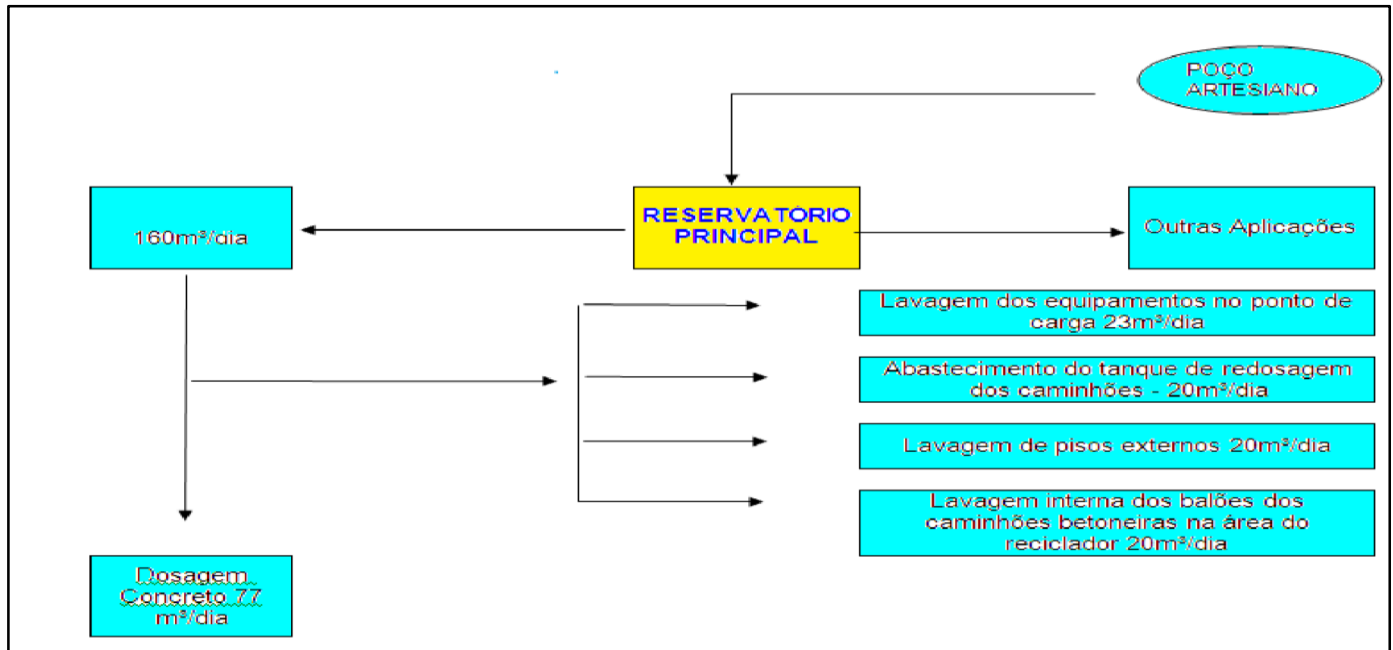 POÇO
ARTESIANO
160m³/dia
RESERVATÓRIO
PRINCIPAL
Outras Aplicações
Lavagem dos equipamentos no ponto de
carga 23m³/dia
Abastecimento do tanque de redosagem
dos caminhões - 20m³/dia
Lavagem de pisos externos 20m³/dia
Lavagem interna dos balões dos
caminhões betoneiras na área do
reciclador 20m³/dia
Dosagem
Concreto 77
m³/dia